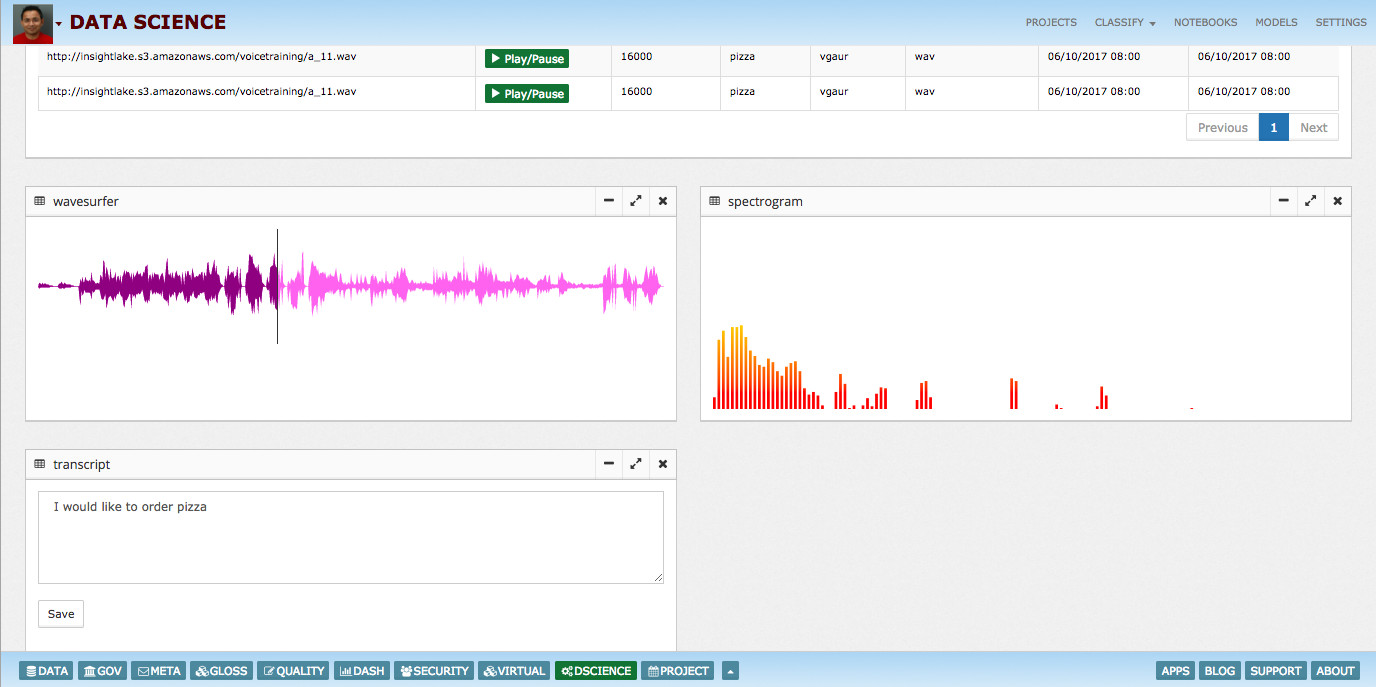 DATA SCIENCE PROJECTS CLASSIFY NOTEBOOKS MODELS SETTINGS
http://insightlake.s3.amazonaws.com/voicetraining/a_11.wav Play/Pause 16000 pizza vgaur wav 06/10/2017 08:00 06/10/2017 08:00
http://insightlake.s3.amazonaws.com/voicetraining/a_11.wav Play/Pause 16000 pizza vgaur wav 06/10/2017 08:00 06/10/2017 08:00
Previous 1 Next
wavesurfer
spectrogram
transcript
I would like to order pizza
Save
DATA GOV META GLOSS QUALITY DASH SECURITY VIRTUAL DSCIENCE PROJECT APPS BLOG SUPPORT ABOUT